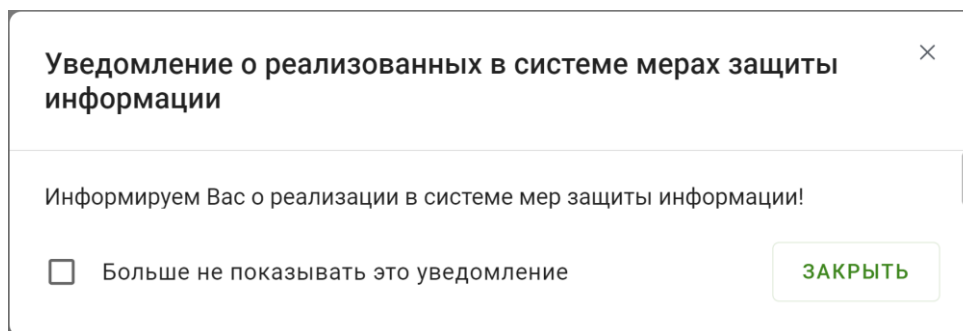 Уведомление о реализованных в системе мерах защиты
информации
Информируем Вас о реализации в системе мер защиты информации!
Больше не показывать это уведомление
ЗАКРЫТЬ